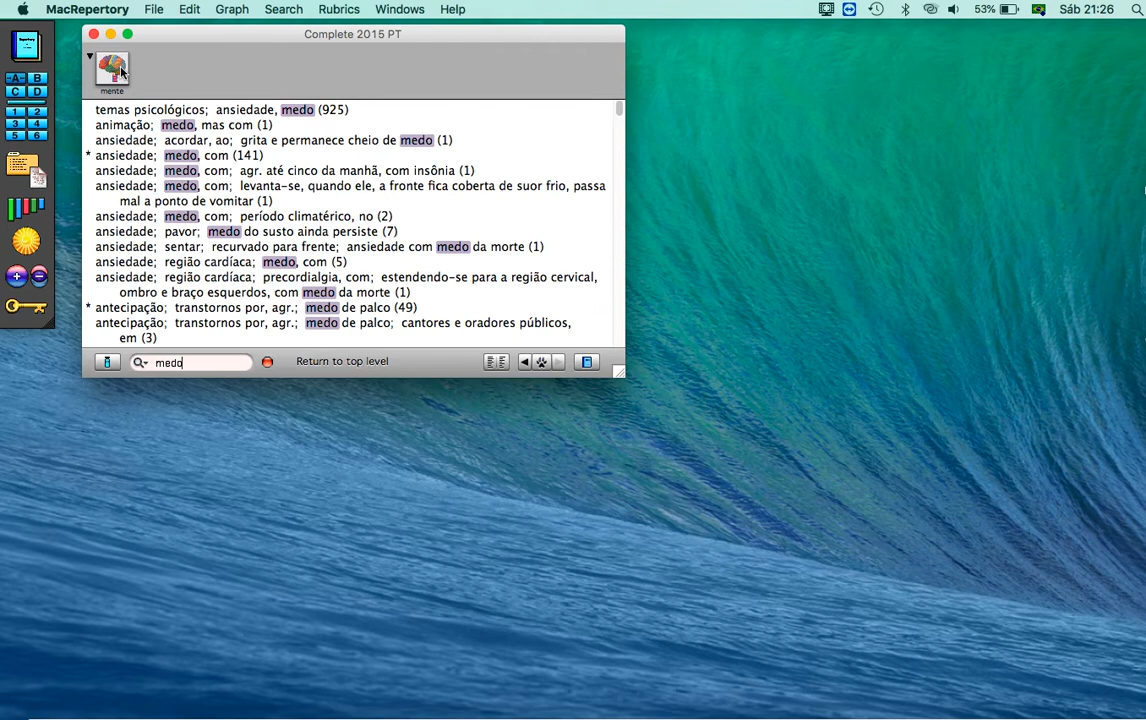 MacRepertory File Edit Graph Search Rubrics Windows Help 53% Sáb 21:26
Complete 2015 PT
mente
temas psicológicos; ansiedade, medo (925)
animação; medo, mas com (1)
ansiedade; acordar, ao; grita e permanece cheio de medo (1)
* ansiedade; medo, com (141)
ansiedade; medo, com; agr. até cinco da manhã, com insônia (1)
ansiedade; medo, com; levanta-se, quando ele, a fronte fica coberta de suor frio, passa
mal a ponto de vomitar (1)
ansiedade; medo, com; período climatérico, no (2)
ansiedade; pavor; medo do susto ainda persiste (7)
ansiedade; sentar; recurvado para frente; ansiedade com medo da morte (1)
ansiedade; região cardíaca; medo, com (5)
ansiedade; região cardíaca; precordialgia, com; estendendo-se para a região cervical,
ombro e braço esquerdos, com medo da morte (1)
* antecipação; transtornos por, agr.; medo de palco (49)
antecipação; transtornos por, agr.; medo de palco; cantores e oradores públicos,
em (3)
medo Return to top level
Repertory
A B
C D
1 2
3 4
5 6